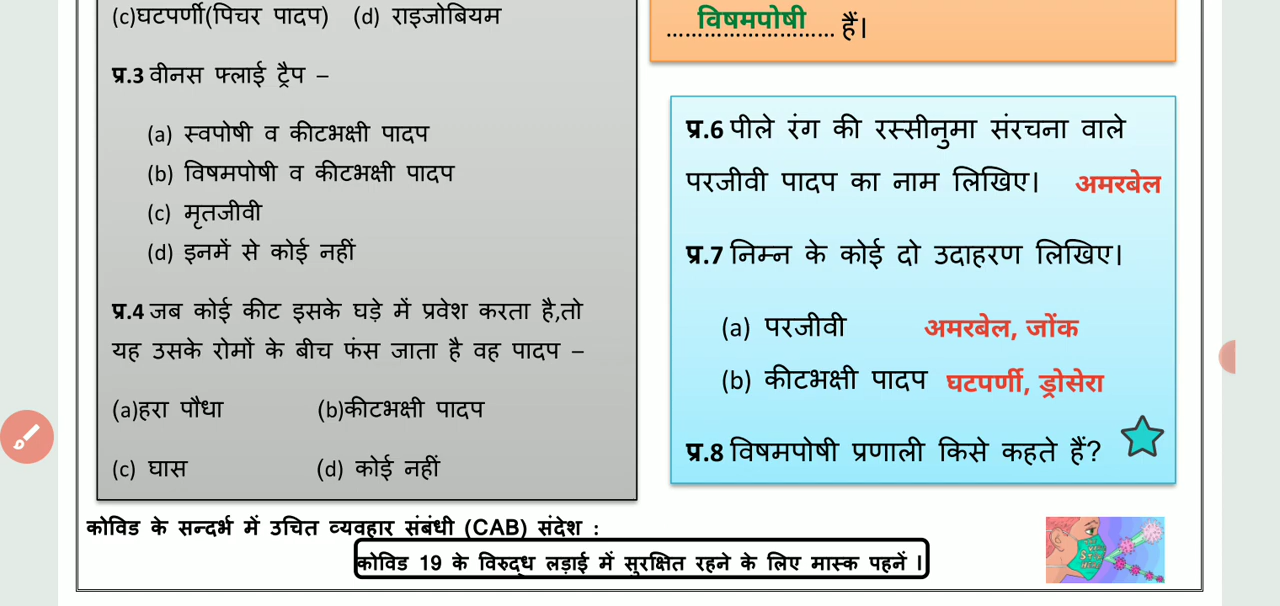 (c)घटपर्णी(पिचर पादप) (d) राइजोबियम
प्र.3 वीनस फ्लाई ट्रैप –
(a) स्वपोषी व कीटभक्षी पादप
(b) विषमपोषी व कीटभक्षी पादप
(c) मृतजीवी
(d) इनमें से कोई नहीं
प्र.4 जब कोई कीट इसके घड़े में प्रवेश करता है,तो
यह उसके रोमों के बीच फंस जाता है वह पादप –
(a)हरा पौधा (b)कीटभक्षी पादप
(c) घास (d) कोई नहीं
विषमपोषी
............................ हैं।
प्र.6 पीले रंग की रस्सीनुमा संरचना वाले
परजीवी पादप का नाम लिखिए। अमरबेल
प्र.7 निम्न के कोई दो उदाहरण लिखिए।
(a) परजीवी अमरबेल, जोंक
(b) कीटभक्षी पादप घटपर्णी, ड्रोसेरा
प्र.8 विषमपोषी प्रणाली किसे कहते हैं?
कोविड के सन्दर्भ में उचित व्यवहार संबंधी (CAB) संदेश :
कोविड 19 के विरुद्ध लड़ाई में सुरक्षित रहने के लिए मास्क पहनें ।